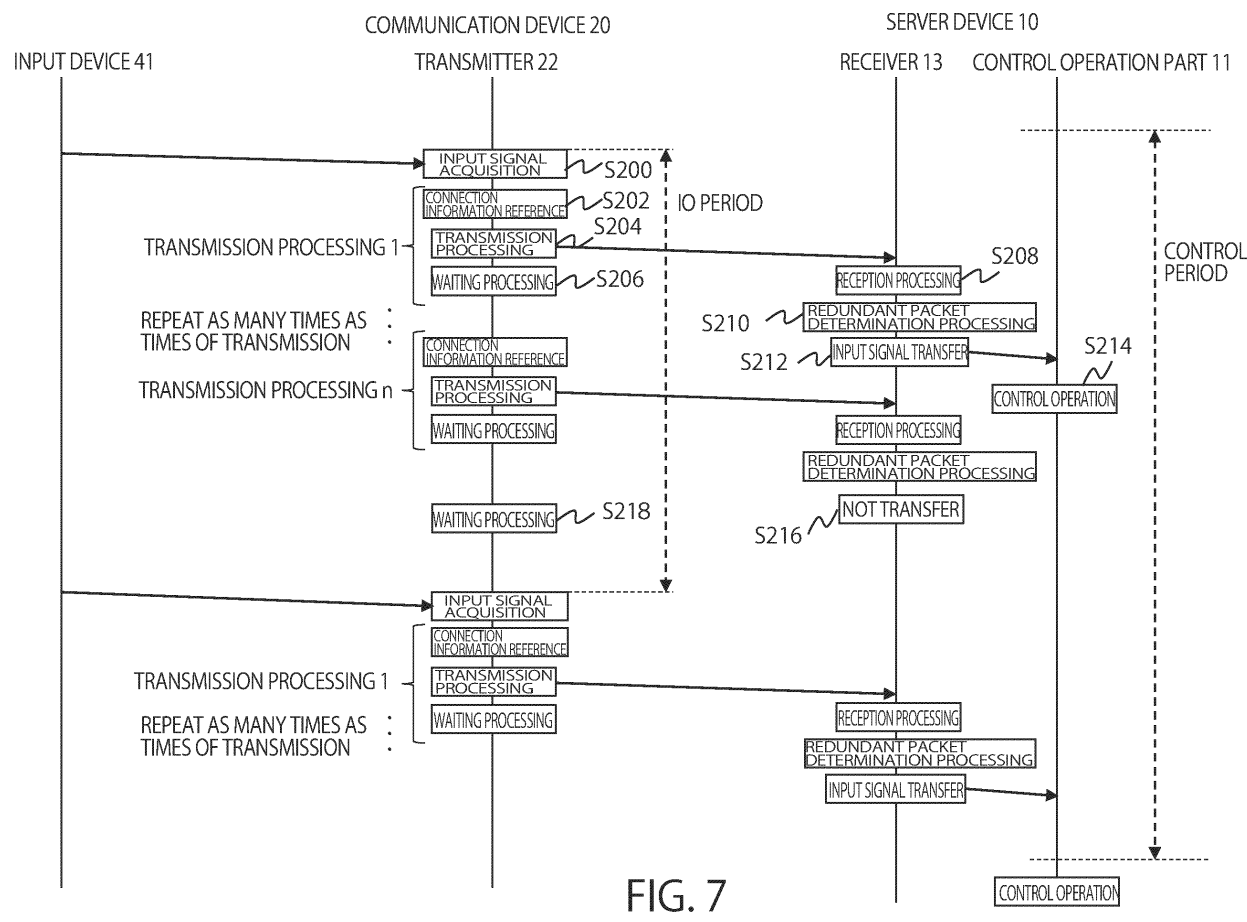 COMMUNICATION DEVICE 20
SERVER DEVICE 10
INPUT DEVICE 41
TRANSMITTER 22
RECEIVER 13
CONTROL OPERATION PART 11
INPUT SIGNAL
ACQUISITION
S200
CONNECTION
INFORMATION REFERENCE
S202
IO PERIOD
TRANSMISSION PROCESSING 1
TRANSMISSION
PROCESSING
S204
WAITING PROCESSING
S206
RECEPTION PROCESSING
S208
CONTROL
PERIOD
S210
REDUNDANT PACKET
DETERMINATION PROCESSING
REPEAT AS MANY TIMES AS
TIMES OF TRANSMISSION
CONNECTION
INFORMATION REFERENCE
S212
INPUT SIGNAL TRANSFER
S214
TRANSMISSION PROCESSING n
TRANSMISSION
PROCESSING
CONTROL OPERATION
WAITING PROCESSING
RECEPTION PROCESSING
REDUNDANT PACKET
DETERMINATION PROCESSING
WAITING PROCESSING
S218
NOT TRANSFER
S216
INPUT SIGNAL
ACQUISITION
CONNECTION
INFORMATION REFERENCE
TRANSMISSION PROCESSING 1
TRANSMISSION
PROCESSING
REPEAT AS MANY TIMES AS
TIMES OF TRANSMISSION
WAITING PROCESSING
RECEPTION PROCESSING
REDUNDANT PACKET
DETERMINATION PROCESSING
INPUT SIGNAL TRANSFER
CONTROL OPERATION
FIG. 7